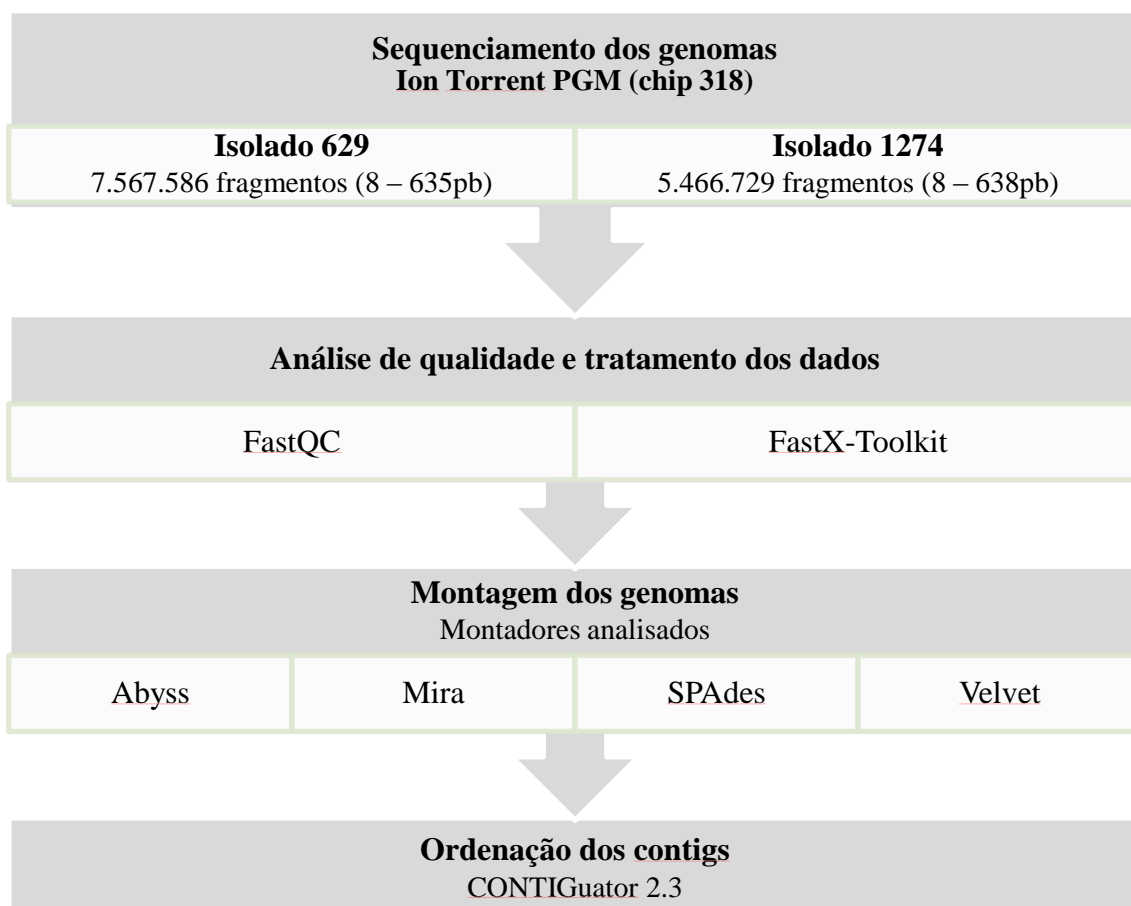 Sequenciamento dos genomas
Ion Torrent PGM (chip 318)
Isolado 629
7.567.586 fragmentos (8 – 635pb)
Isolado 1274
5.466.729 fragmentos (8 – 638pb)
Análise de qualidade e tratamento dos dados
FastQC
FastX-Toolkit
Montagem dos genomas
Montadores analisados
Abyss
Mira
SPAdes
Velvet
Ordenação dos contigs
CONTIGuator 2.3